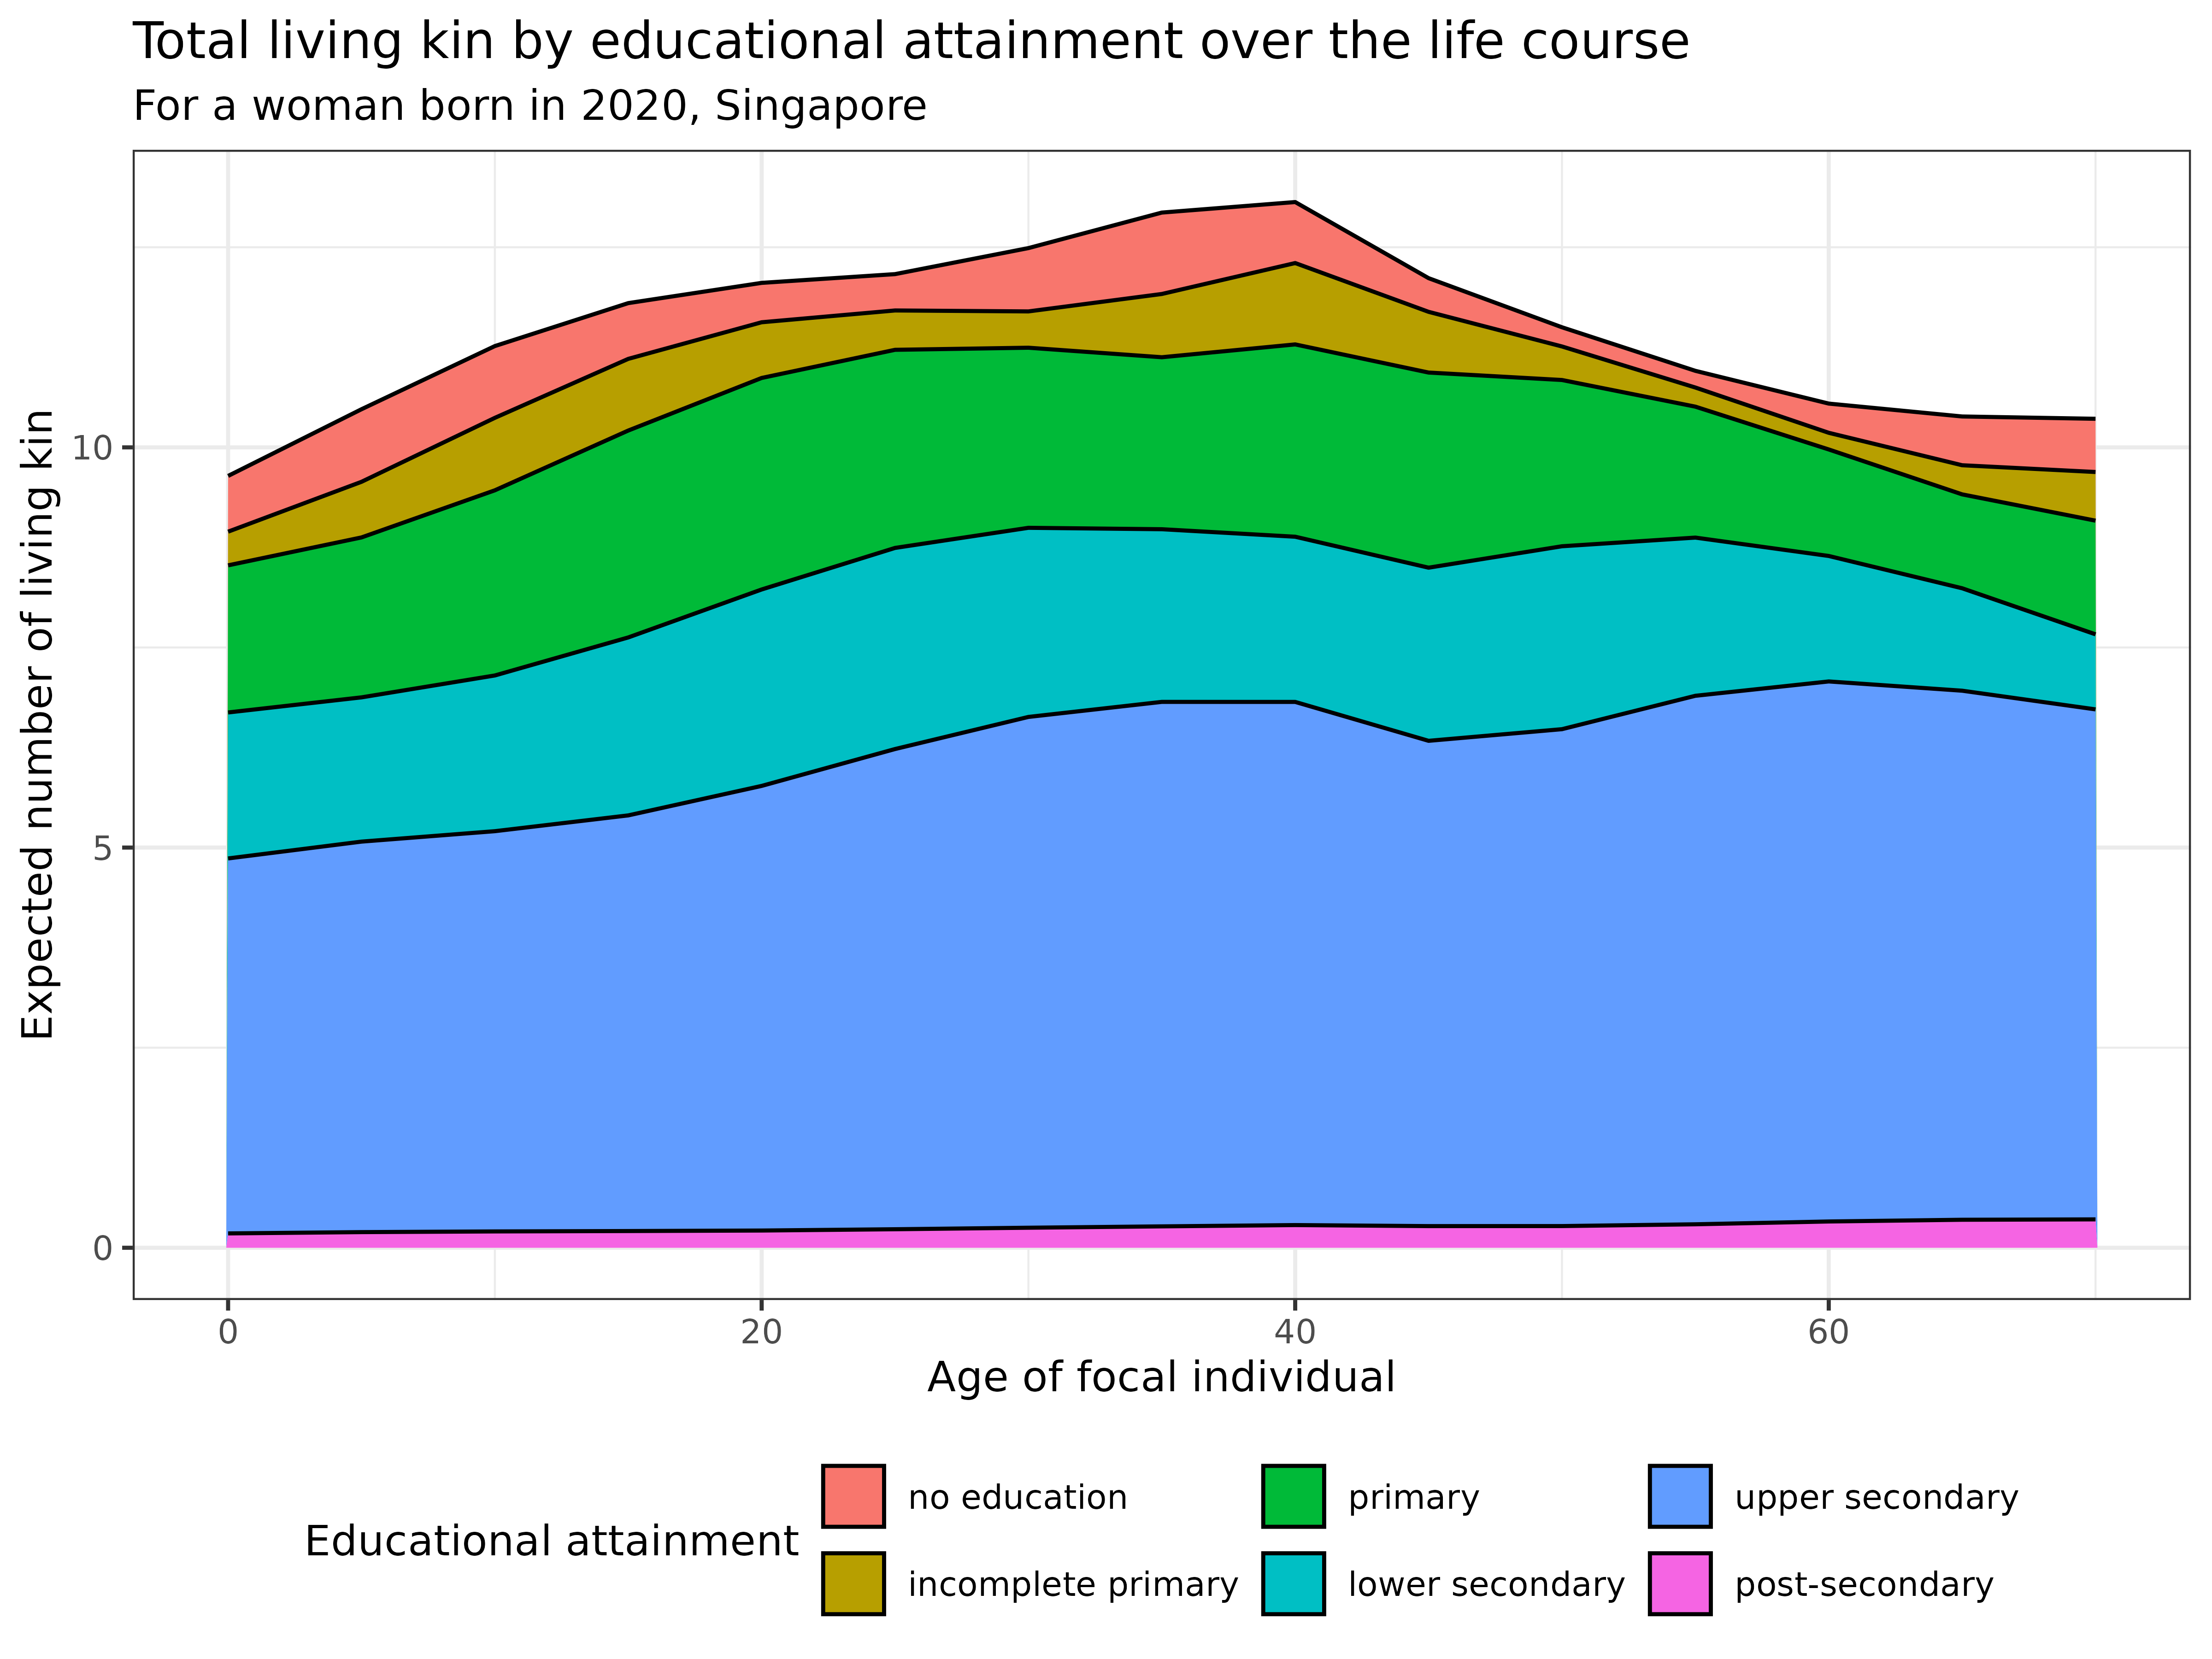 Total living kin by educational attainment over the life course
For a woman born in 2020, Singapore
Expected number of living kin
10
5
0
0 20 40 60
Age of focal individual
Educational attainment
no education primary upper secondary
incomplete primary lower secondary post-secondary